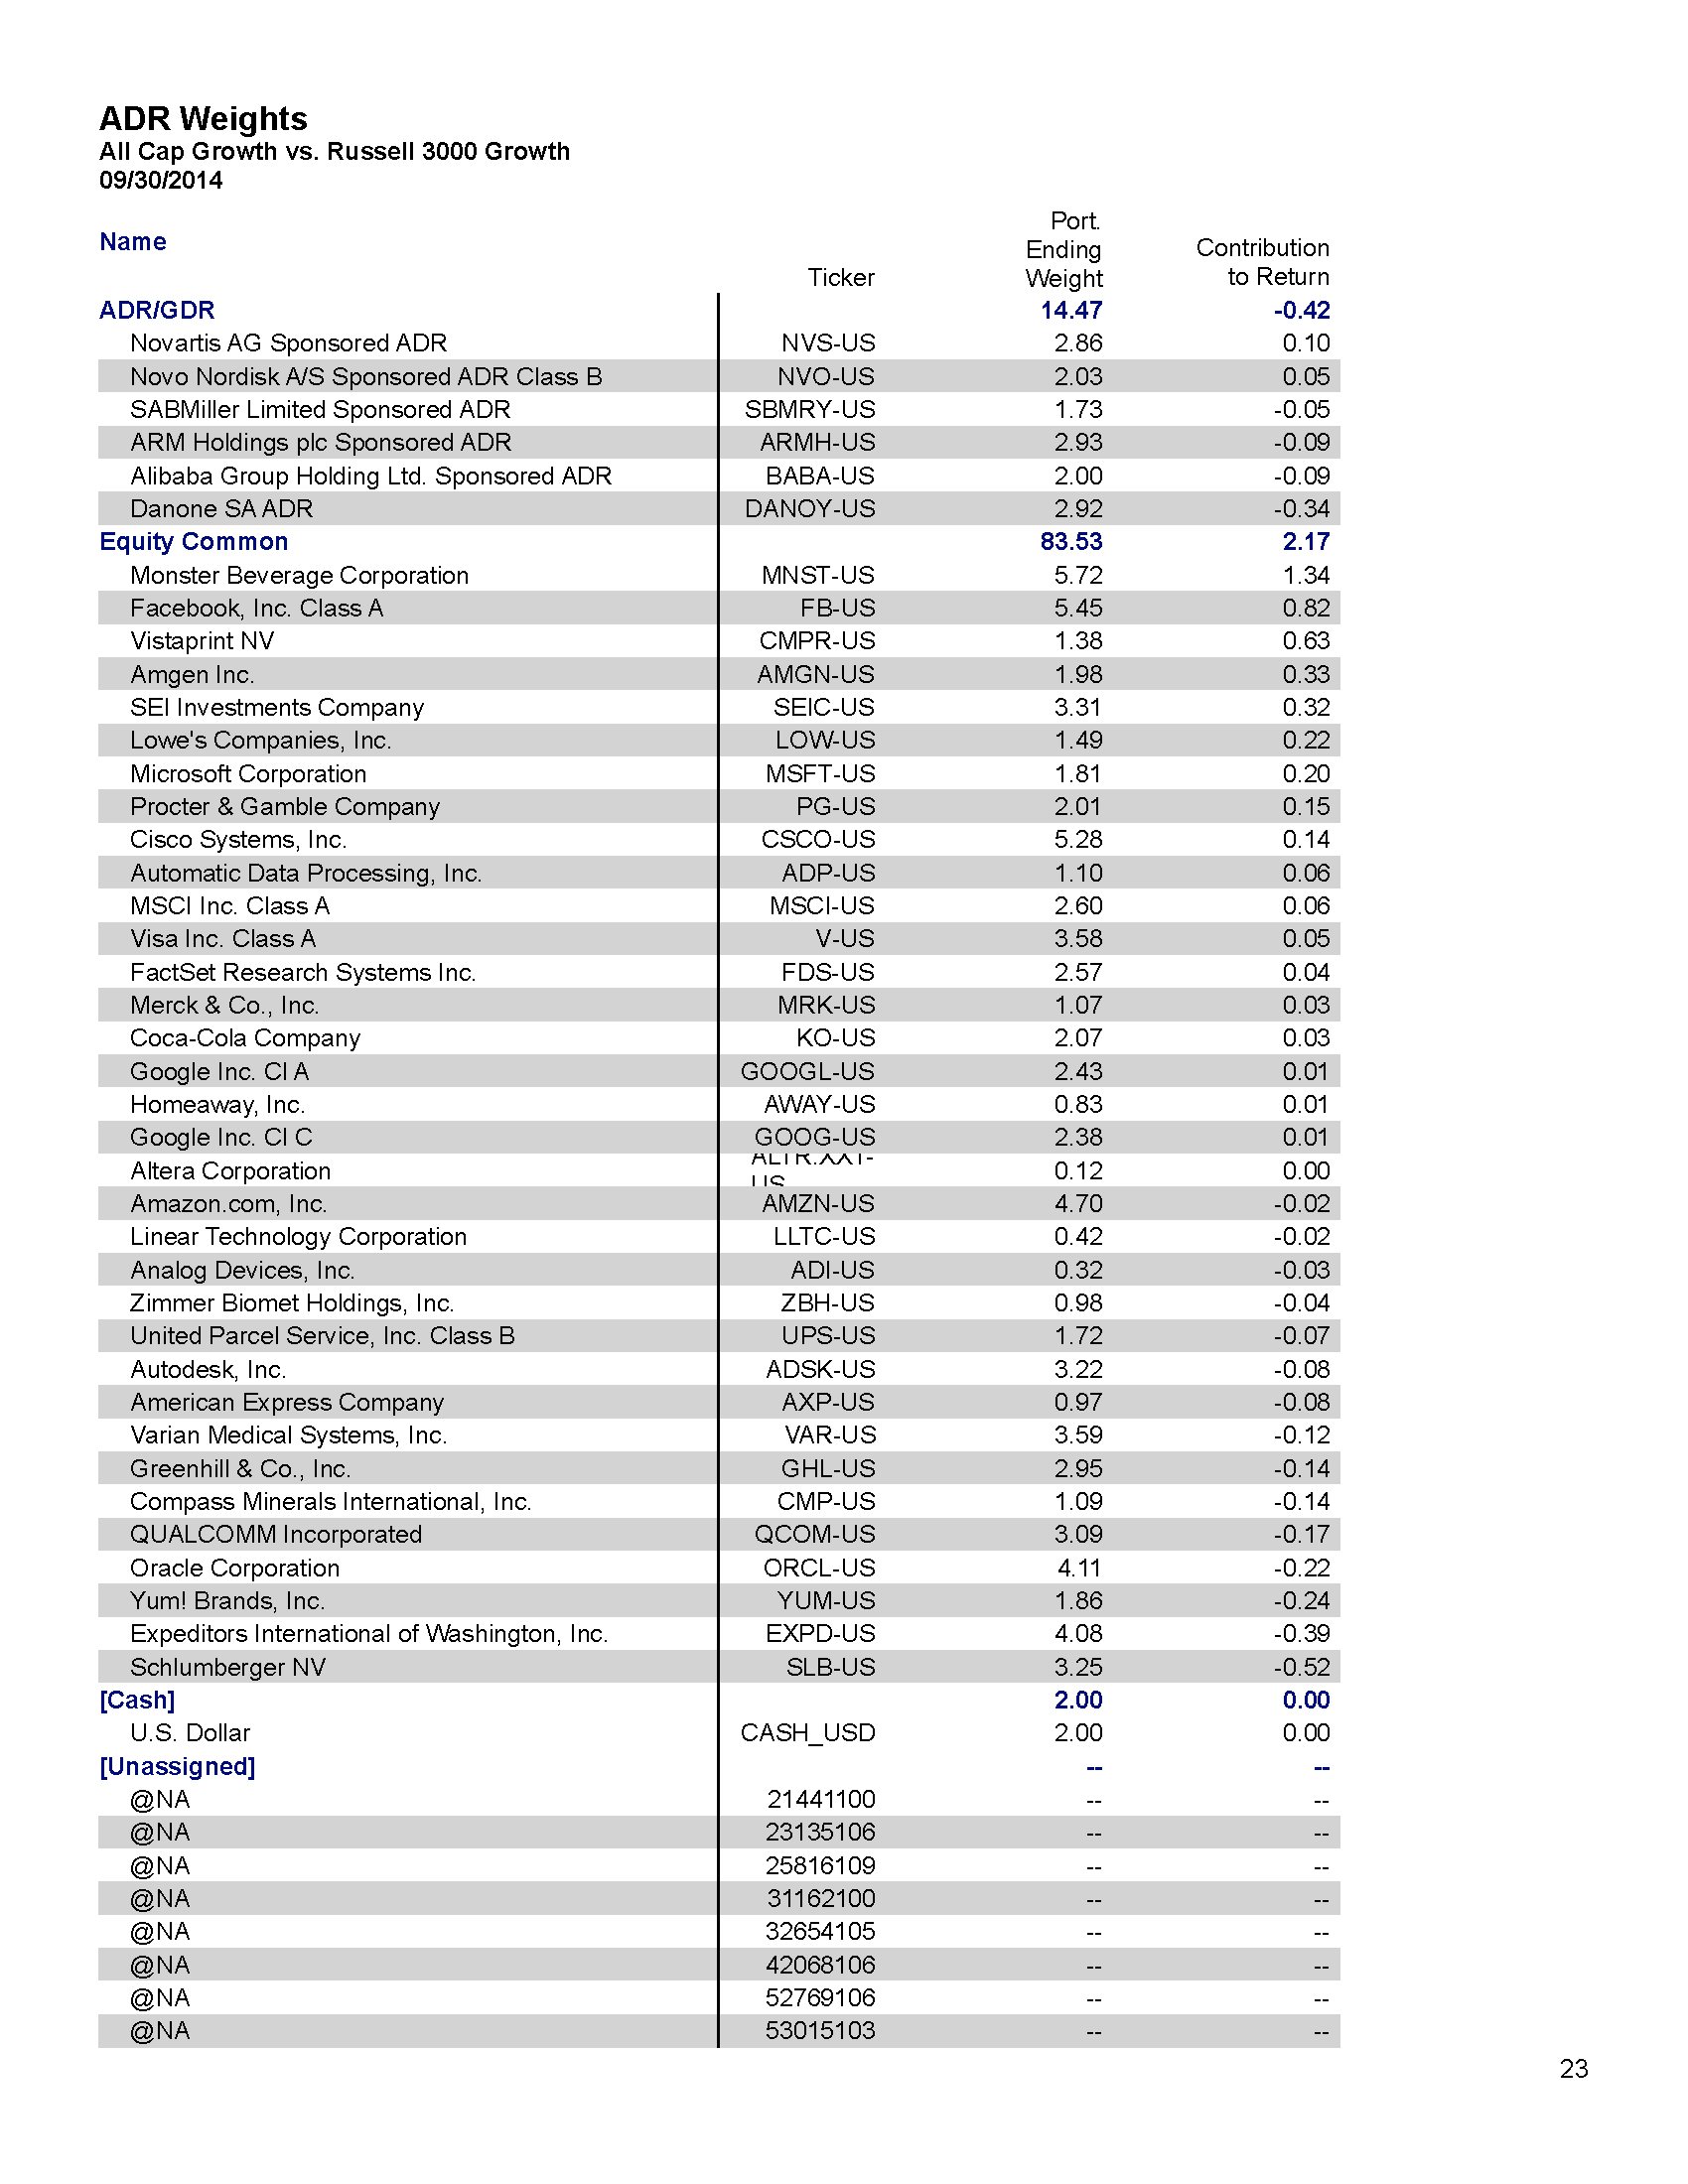 ADR Weights
All Cap Growth vs. Russell 3000 Growth
09/30/2014
Name Ticker Port. Ending Weight Contribution to Return
ADR/GDR 14.47 -0.42
Novartis AG Sponsored ADR NVS-US 2.86 0.10
Novo Nordisk A/S Sponsored ADR Class B NVO-US 2.03 0.05
SABMiller Limited Sponsored ADR SBMRY-US 1.73 -0.05
ARM Holdings plc Sponsored ADR ARMH-US 2.93 -0.09
Alibaba Group Holding Ltd. Sponsored ADR BABA-US 2.00 -0.09
Danone SA ADR DANOY-US 2.92 -0.34
Equity Common 83.53 2.17
Monster Beverage Corporation MNST-US 5.72 1.34
Facebook, Inc. Class A FB-US 5.45 0.82
Vistaprint NV CMPR-US 1.38 0.63
Amgen Inc. AMGN-US 1.98 0.33
SEI Investments Company SEIC-US 3.31 0.32
Lowe's Companies, Inc. LOW-US 1.49 0.22
Microsoft Corporation MSFT-US 1.81 0.20
Procter & Gamble Company PG-US 2.01 0.15
Cisco Systems, Inc. CSCO-US 5.28 0.14
Automatic Data Processing, Inc. ADP-US 1.10 0.06
MSCI Inc. Class A MSCI-US 2.60 0.06
Visa Inc. Class A V-US 3.58 0.05
FactSet Research Systems Inc. FDS-US 2.57 0.04
Merck & Co., Inc. MRK-US 1.07 0.03
Coca-Cola Company KO-US 2.07 0.03
Google Inc. Cl A GOOGL-US 2.43 0.01
Homeaway, Inc. AWAY-US 0.83 0.01
Google Inc. Cl C GOOG-US 2.38 0.01
Altera Corporation ALTR.XX1-US 0.12 0.00
Amazon.com, Inc. AMZN-US 4.70 -0.02
Linear Technology Corporation LLTC-US 0.42 -0.02
Analog Devices, Inc. ADI-US 0.32 -0.03
Zimmer Biomet Holdings, Inc. ZBH-US 0.98 -0.04
United Parcel Service, Inc. Class B UPS-US 1.72 -0.07
Autodesk, Inc. ADSK-US 3.22 -0.08
American Express Company AXP-US 0.97 -0.08
Varian Medical Systems, Inc. VAR-US 3.59 -0.12
Greenhill & Co., Inc. GHL-US 2.95 -0.14
Compass Minerals International, Inc. CMP-US 1.09 -0.14
QUALCOMM Incorporated QCOM-US 3.09 -0.17
Oracle Corporation ORCL-US 4.11 -0.22
Yum! Brands, Inc. YUM-US 1.86 -0.24
Expeditors International of Washington, Inc. EXPD-US 4.08 -0.39
Schlumberger NV SLB-US 3.25 -0.52
[Cash] 2.00 0.00
U.S. Dollar CASH_USD 2.00 0.00
[Unassigned] -- --
@NA 21441100 -- --
@NA 23135106 -- --
@NA 25816109 -- --
@NA 31162100 -- --
@NA 32654105 -- --
@NA 42068106 -- --
@NA 52769106 -- --
@NA 53015103 -- --
23